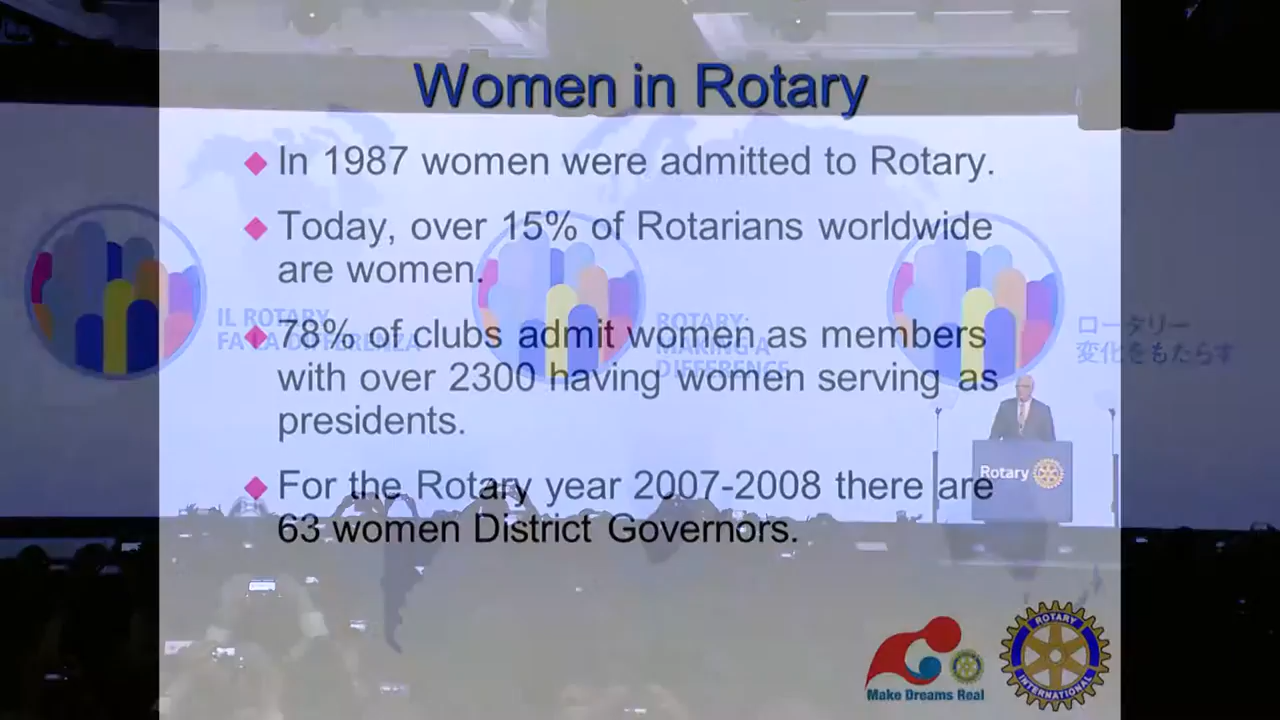 Women in Rotary
In 1987 women were admitted to Rotary.
Today, over 15% of Rotarians worldwide
are women.
78% of clubs admit women as members
with over 2300 having women serving as
presidents.
For the Rotary year 2007-2008 there are
63 women District Governors.
IL ROTARY
FA LA DIFFERENZA
ROTARY:
MAKING A
DIFFERENCE
ロータリー
変化をもたらす
Rotary
Make Dreams Real
ROTARY
INTERNATIONAL